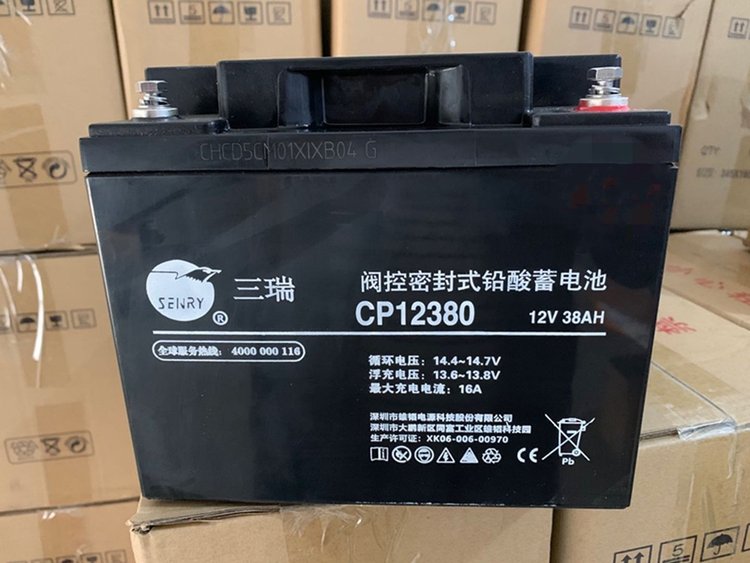 CHCD5CM01XIXB04 G
SENRY
®
三瑞
阀控密封式铅酸蓄电池
CP12380
12V 38AH
全球服务热线： 4000 000 116
循环电压：14.4~14.7V
浮充电压：13.6~13.8V
最大充电电流：16A
深圳市雄韬电源科技股份有限公司
深圳市大鹏新区同富工业区雄韬科技园
生产许可证：XK06-006-00970
CE
Pb
QTY
5
5